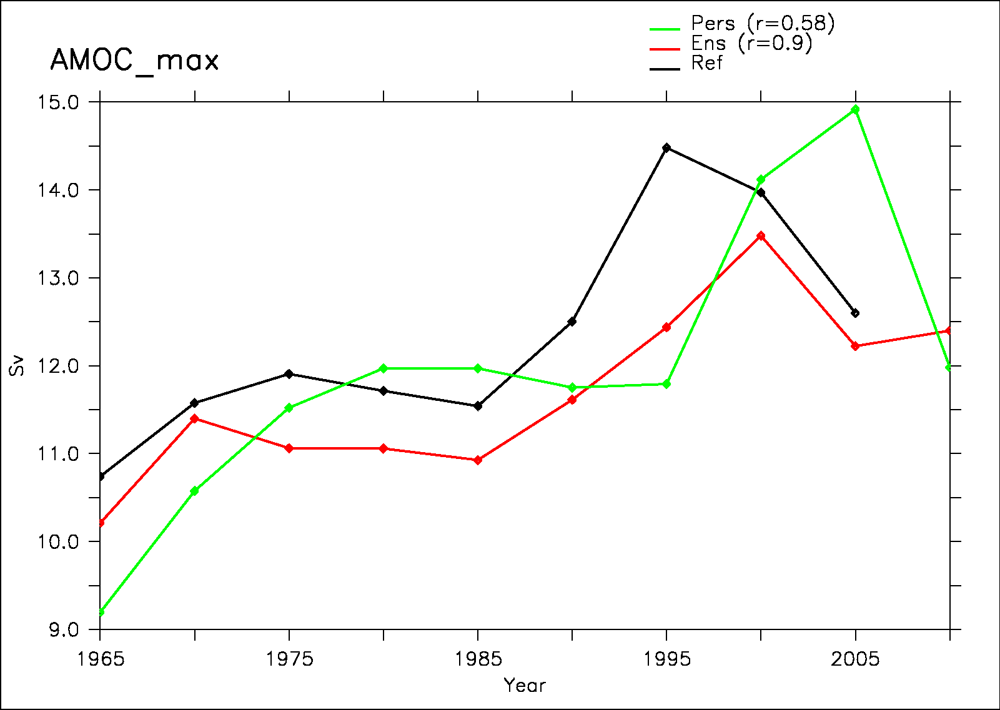 Pers (r=0.58)
Ens (r=0.9)
Ref
AMOC_max
15.0
14.0
13.0
12.0
11.0
10.0
9.0
Sv
1965 1975 1985 1995 2005
Year